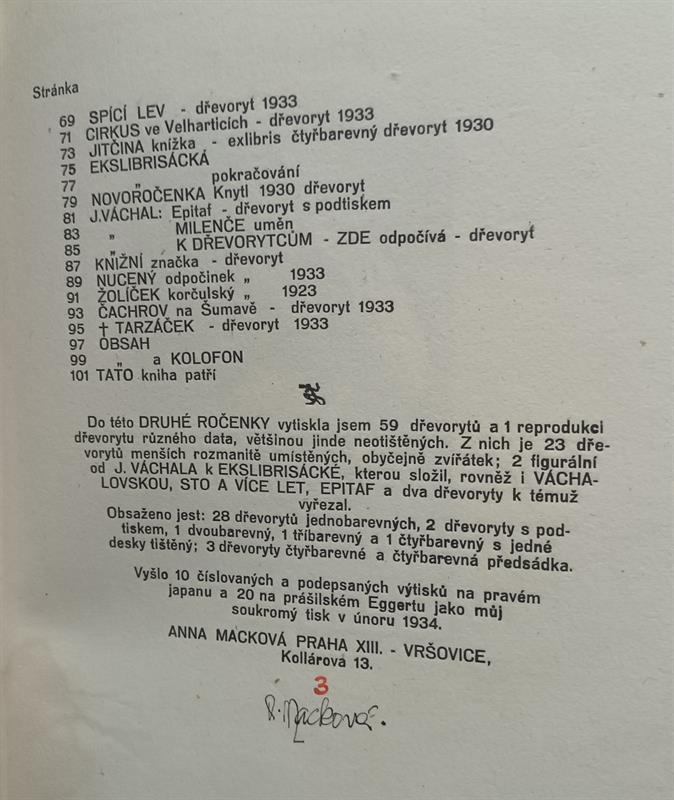 Stránka
69 SPÍCÍ LEV - dřevoryt 1933
71 CIRKUS ve Velharticích - dřevoryt 1933
73 JITČINA knížka - exlibris čtyřbarevný dřevoryt 1930
75 EKSLIBRISÁCKÁ
77 „ pokračování
79 NOVOROČENKA Knytl 1930 dřevoryt
81 J.VÁCHAL: Epitaf - dřevoryt s podtiskem
83 „ MILENČE uměn
85 „ K DŘEVORYTCŮM - ZDE odpočívá - dřevoryt
87 KNIŽNÍ značka - dřevoryt
89 NUCENÝ odpočinek „ 1933
91 ŽOLÍČEK korčulský „ 1923
93 ČACHROV na Šumavě - dřevoryt 1933
95 † TARZÁČEK - dřevoryt 1933
97 OBSAH
99 „ a KOLOFON
101 TATO kniha patří
Do této DRUHÉ ROČENKY vytiskla jsem 59 dřevorytů a 1 reprodukci
dřevorytu různého data, většinou jinde neotištěných. Z nich je 23 dře-
vorytů menších rozmanitě umístěných, obyčejně zvířátek; 2 figurální
od J. VÁCHALA k EKSLIBRISÁCKÉ, kterou složil, rovněž i VÁCHA-
LOVSKOU, STO A VÍCE LET, EPITAF a dva dřevoryty k témuž
vyřezal.
Obsaženo jest: 28 dřevorytů jednobarevných, 2 dřevoryty s pod-
tiskem, 1 dvoubarevný, 1 tříbarevný a 1 čtyřbarevný s jedné
desky tištěný; 3 dřevoryty čtyřbarevné a čtyřbarevná předsádka.
Vyšlo 10 číslovaných a podepsaných výtisků na pravém
japanu a 20 na prášilském Eggertu jako můj
soukromý tisk v únoru 1934.
ANNA MACKOVÁ PRAHA XIII. - VRŠOVICE,
Kollárová 13.
3
A. Macková.